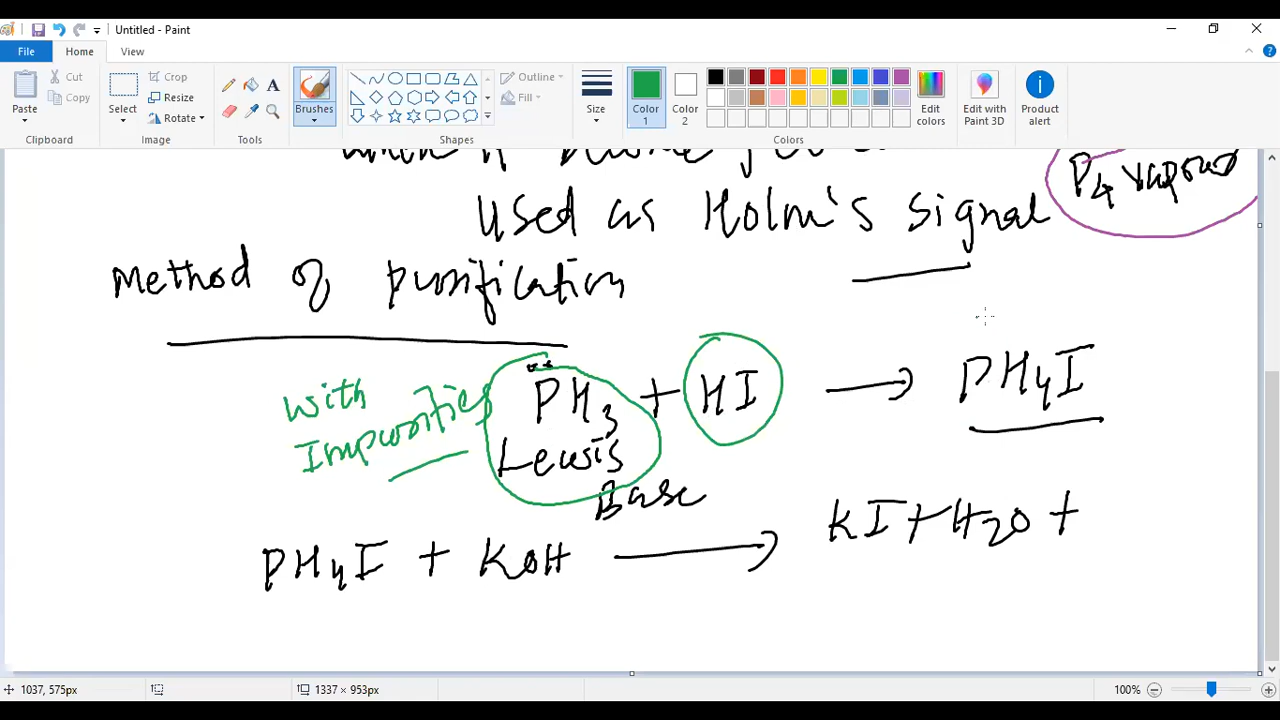 Untitled - Paint
File Home View
Paste Cut Copy Clipboard
Select Crop Resize Rotate Image
Tools
Brushes
Outline Fill Shapes
Size
Color 1 Color 2 Edit colors Colors
Edit with Paint 3D
Product alert
P4 vapour
used as Holm's signal
Method of purification
with Impurities
PH3 + HI → PH4I
Lewis Base
PH4I + KOH → KI + H2O +
1037, 575px 1337 × 953px 100%